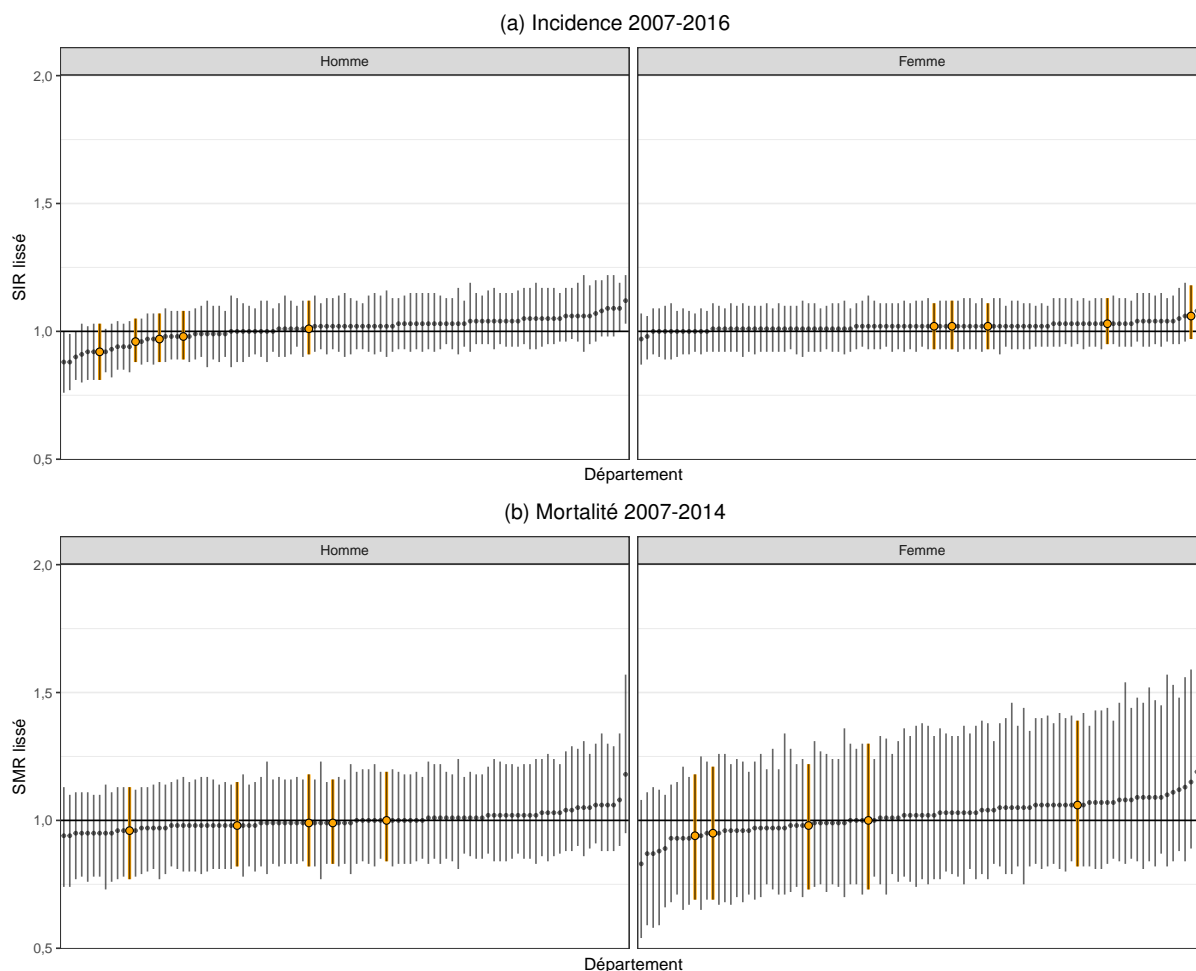 (a) Incidence 2007-2016
Homme
Femme
2,0
1,5
1,0
0,5
SIR lissé
Département
(b) Mortalité 2007-2014
Homme
Femme
2,0
1,5
1,0
0,5
SMR lissé
Département